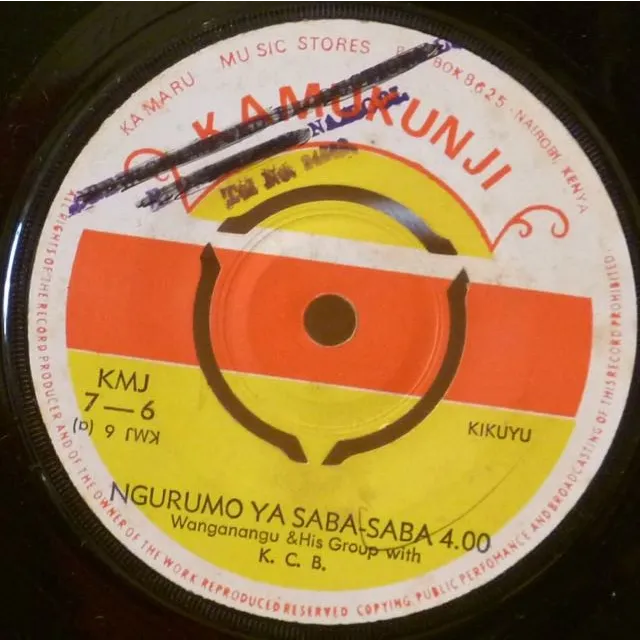 KAMARU MUSIC STORES BOX 8625 · NAIROBI, KENYA
KAMUKUNJI
KMJ
7—6
KMJ 6 (a)
KIKUYU
NGURUMO YA SABA-SABA 4.00
Wanganangu &His Group with
K. C. B.
ALL RIGHTS OF THE RECORD PRODUCER AND OF THE OWNER OF THE WORK REPRODUCED RESERVED COPYING, PUBLIC PERFOMANCE AND BROADCASTING OF THIS RECORD PROHIBITED